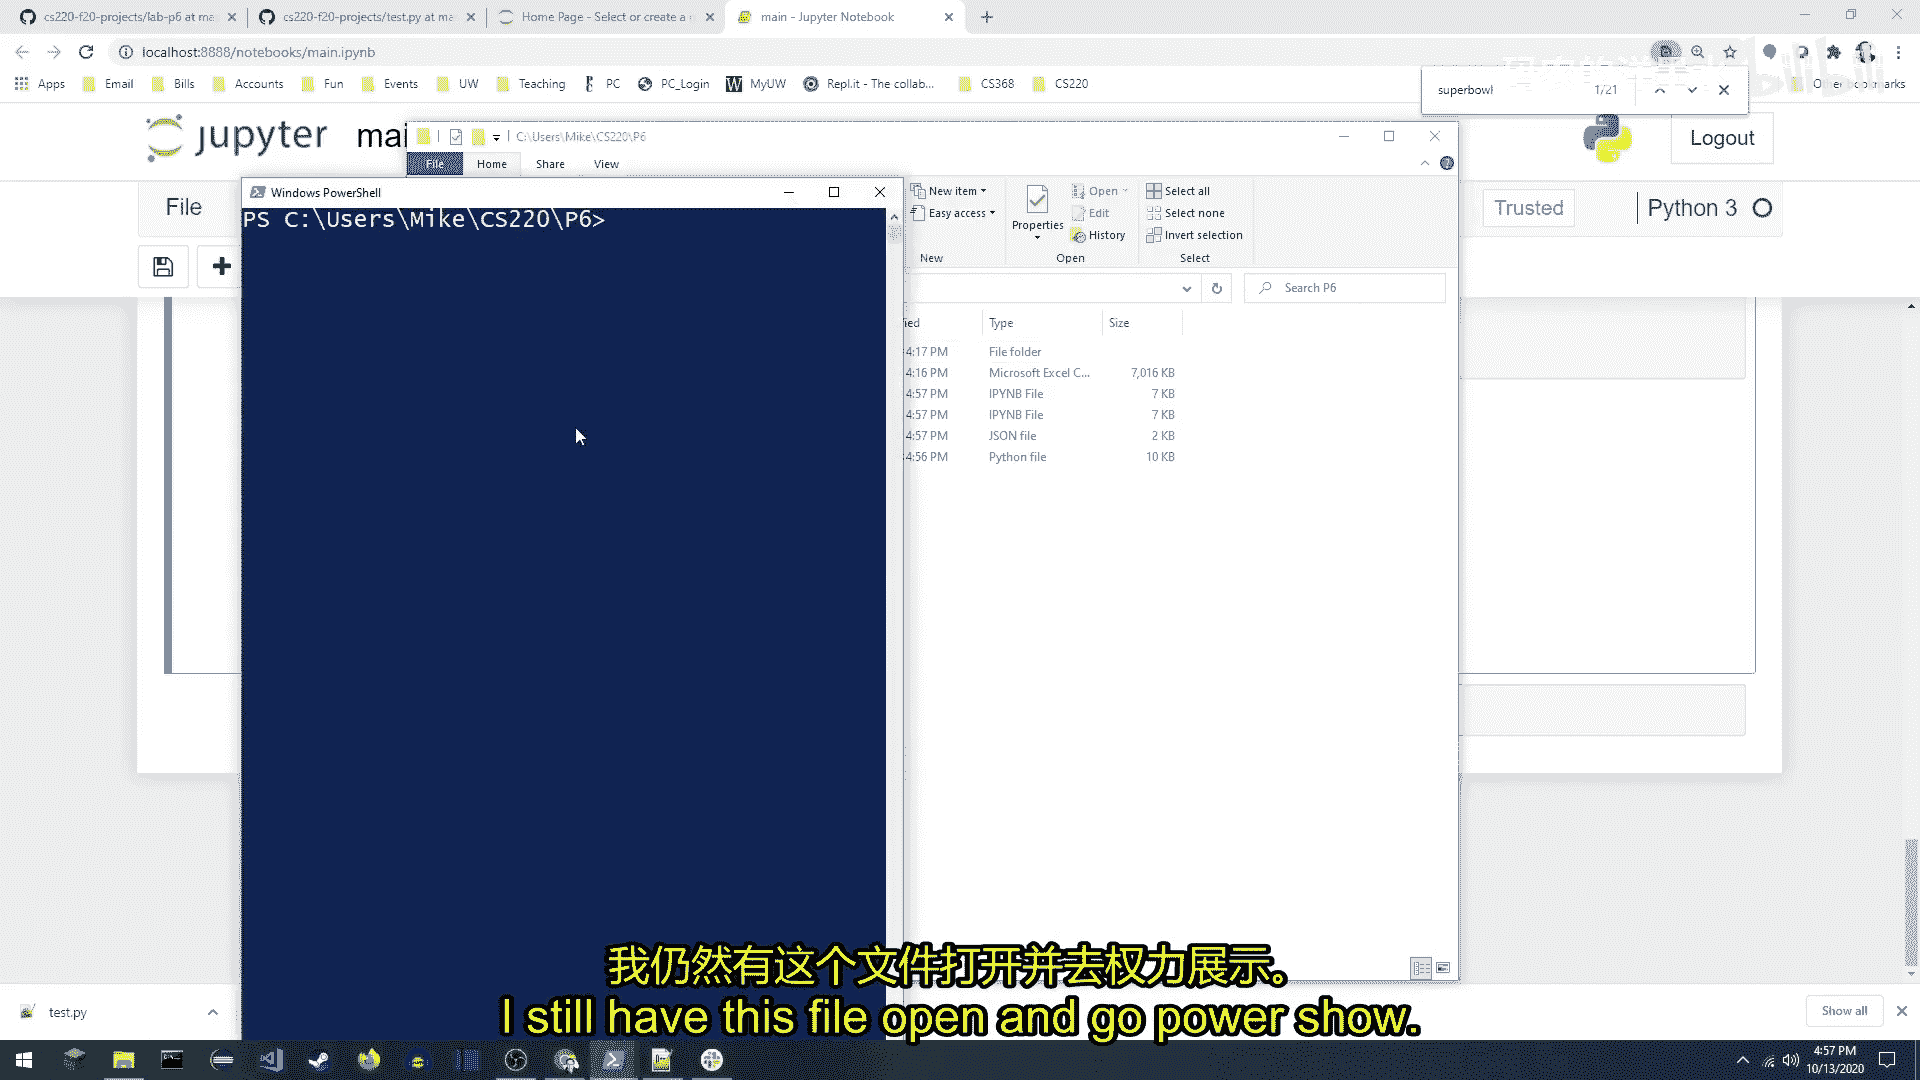 cs220-f20-projects/lab-p6 at ma
cs220-f20-projects/test.py at ma
Home Page - Select or create a
main - Jupyter Notebook
localhost:8888/notebooks/main.ipynb
Apps
Email
Bills
Accounts
Fun
Events
UW
Teaching
PC
PC_Login
MyUW
Repl.it - The collab...
CS368
CS220
Other bookmarks
superbowl
1/21
jupyter
mai
Logout
C:\Users\Mike\CS220\P6
File
Home
Share
View
Windows PowerShell
PS C:\Users\Mike\CS220\P6>
File
New item
Easy access
New
Properties
Open
Edit
History
Open
Select all
Select none
Invert selection
Select
Trusted
Python 3
Search P6
Type
Size
4:17 PM File folder
4:16 PM Microsoft Excel C... 7,016 KB
4:57 PM IPYNB File 7 KB
4:57 PM IPYNB File 7 KB
4:57 PM JSON file 2 KB
4:56 PM Python file 10 KB
我仍然有这个文件打开并去权力展示。
I still have this file open and go power show.
test.py
Show all
4:57 PM
10/13/2020